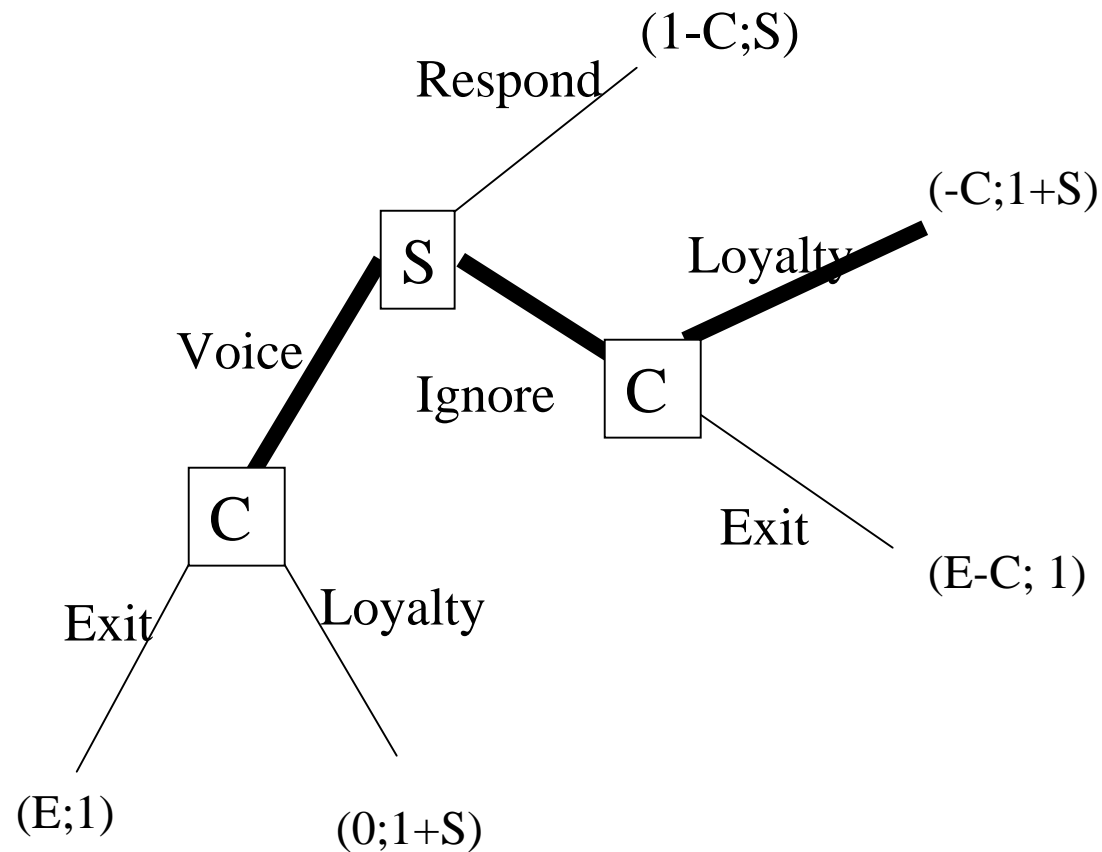 (1-C;S)
Respond
(-C;1+S)
S
Loyalty
Voice
Ignore
C
C
Exit
Exit
Loyalty
(E-C; 1)
(E;1)
(0;1+S)